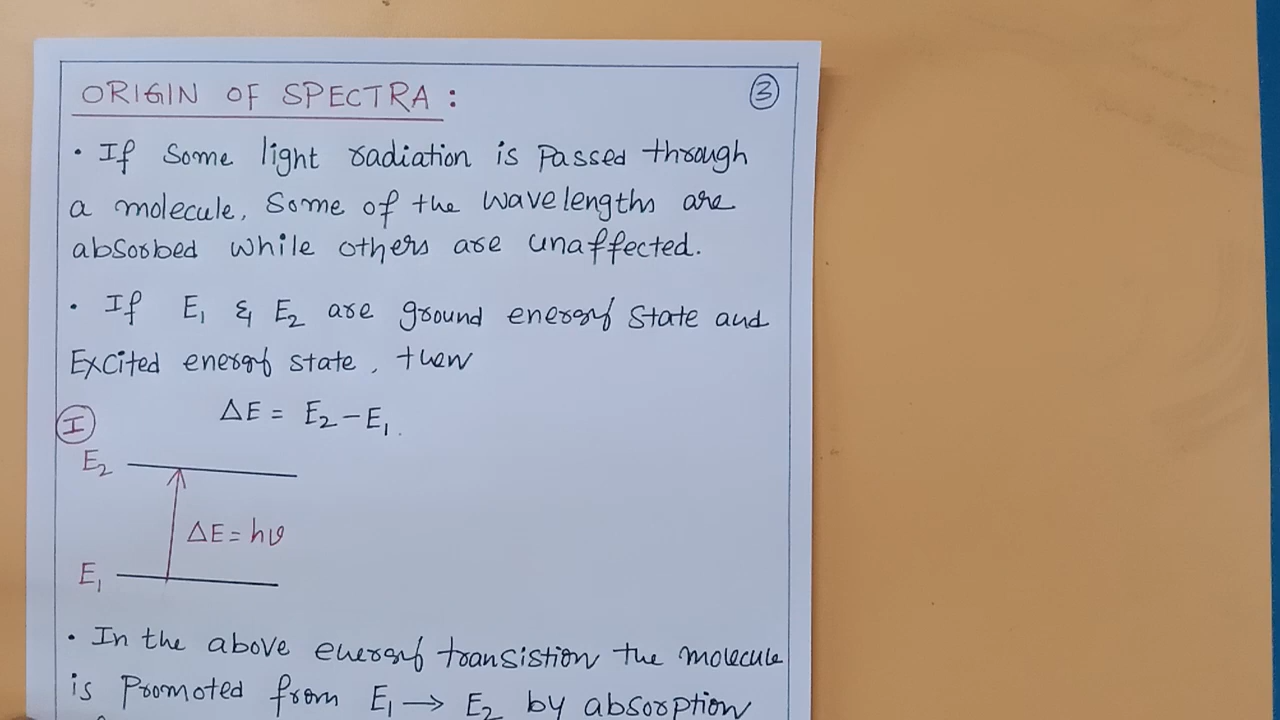 ORIGIN OF SPECTRA :
3
• If some light radiation is passed through
a molecule, some of the wavelengths are
absorbed while others are unaffected.
• If E₁ & E₂ are ground energy state and
Excited energy state, then
ΔE = E₂ – E₁.
I
E₂
ΔE = hν
E₁
• In the above energy transistion the molecule
is promoted from E₁ → E₂ by absorption